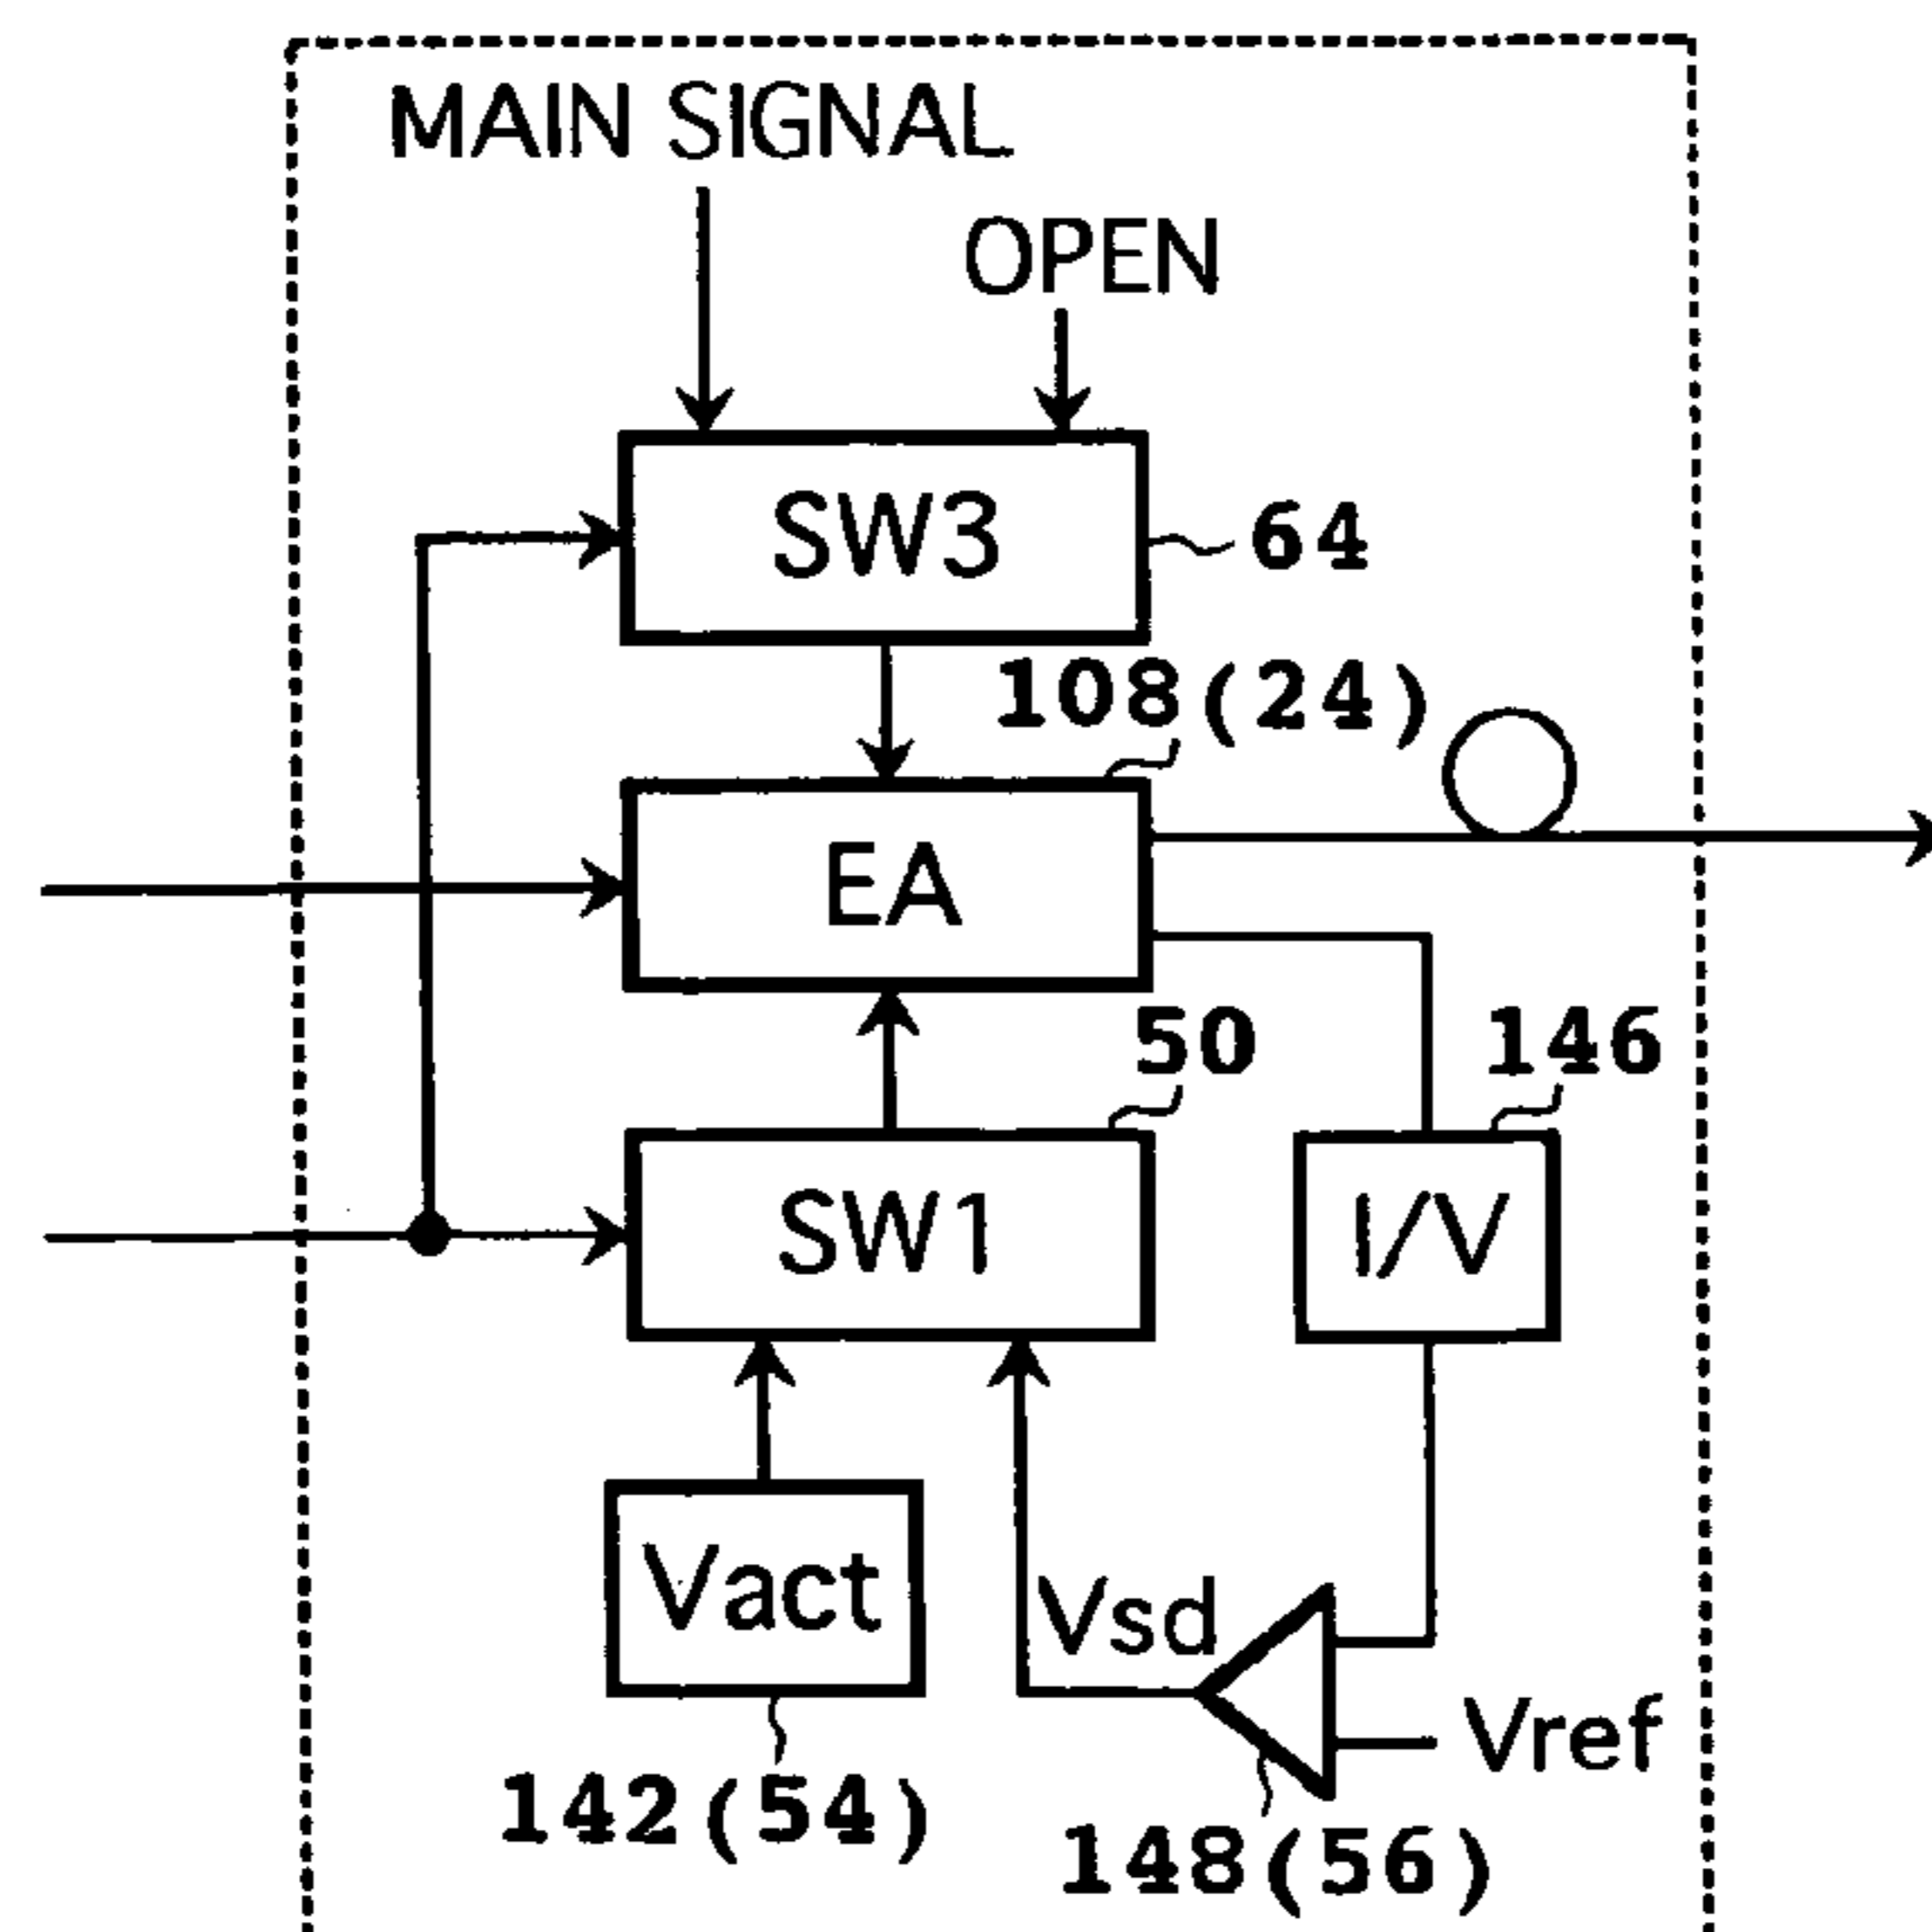 MAIN SIGNAL
OPEN
SW3
64
108(24)
EA
50
146
SW1
I/V
Vact
Vsd
Vref
142(54)
148(56)